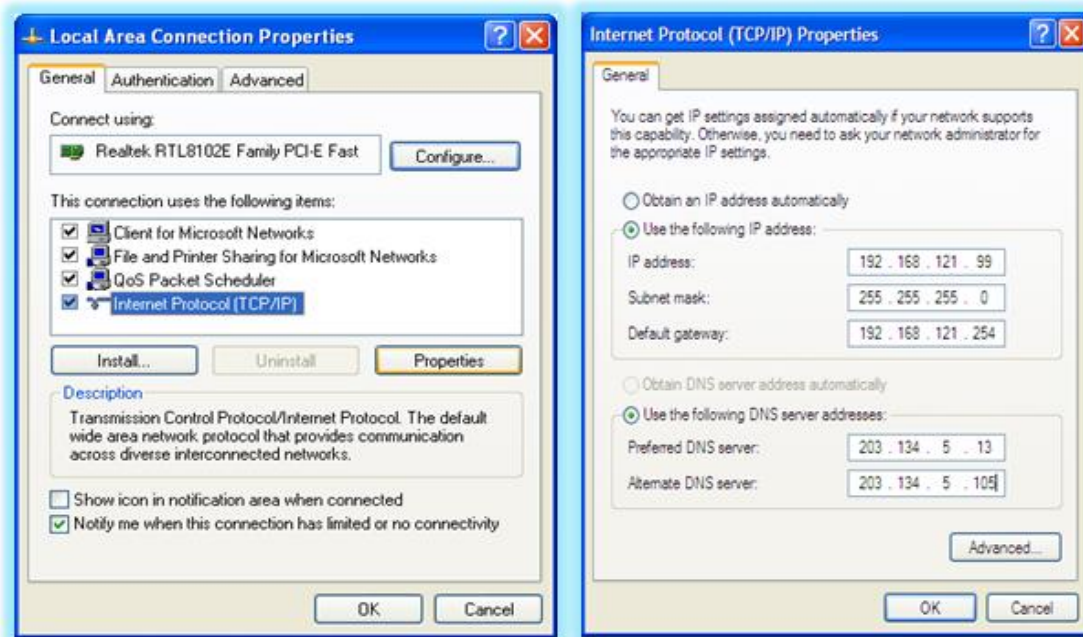 Local Area Connection Properties
General Authentication Advanced
Connect using:
Realtek RTL8102E Family PCI-E Fast
Configure...
This connection uses the following items:
Client for Microsoft Networks
File and Printer Sharing for Microsoft Networks
QoS Packet Scheduler
Internet Protocol (TCP/IP)
Install... Uninstall Properties
Description
Transmission Control Protocol/Internet Protocol. The default
wide area network protocol that provides communication
across diverse interconnected networks.
Show icon in notification area when connected
Notify me when this connection has limited or no connectivity
OK Cancel
Internet Protocol (TCP/IP) Properties
General
You can get IP settings assigned automatically if your network supports
this capability. Otherwise, you need to ask your network administrator for
the appropriate IP settings.
Obtain an IP address automatically
Use the following IP address:
IP address: 192 . 168 . 121 . 99
Subnet mask: 255 . 255 . 255 . 0
Default gateway: 192 . 168 . 121 . 254
Obtain DNS server address automatically
Use the following DNS server addresses:
Preferred DNS server: 203 . 134 . 5 . 13
Alternate DNS server: 203 . 134 . 5 . 105
Advanced...
OK Cancel